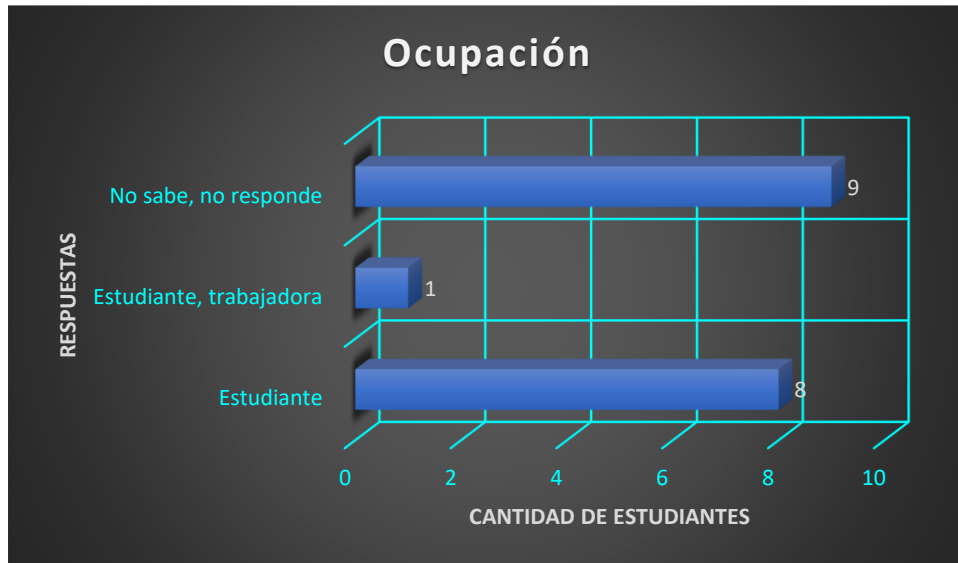 Ocupación
No sabe, no responde
9
Estudiante, trabajadora
1
Estudiante
8
RESPUESTAS
0 2 4 6 8 10
CANTIDAD DE ESTUDIANTES